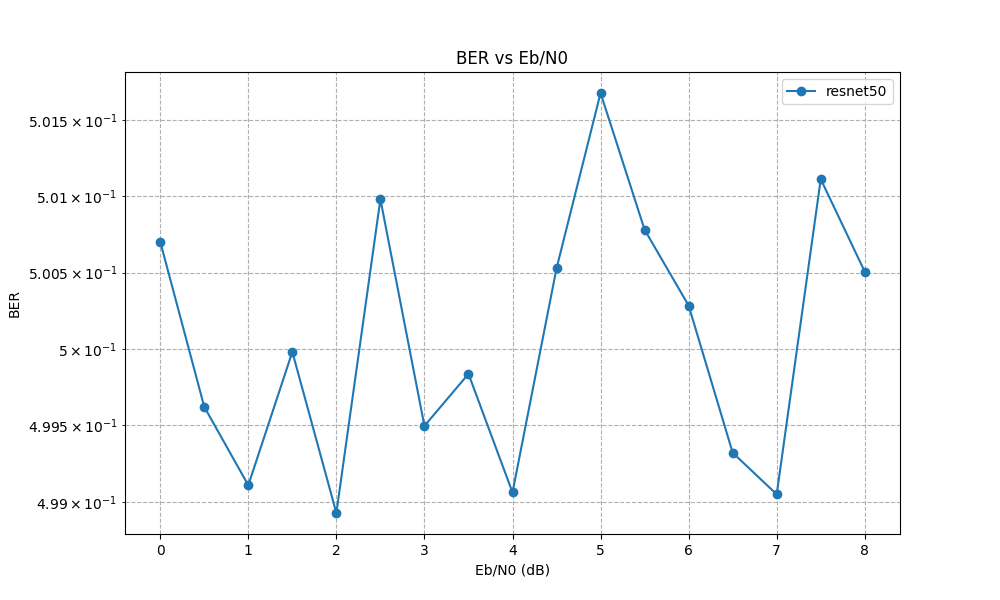 BER vs Eb/N0
resnet50
BER
5.015 × 10⁻¹
5.01 × 10⁻¹
5.005 × 10⁻¹
5 × 10⁻¹
4.995 × 10⁻¹
4.99 × 10⁻¹
0 1 2 3 4 5 6 7 8
Eb/N0 (dB)